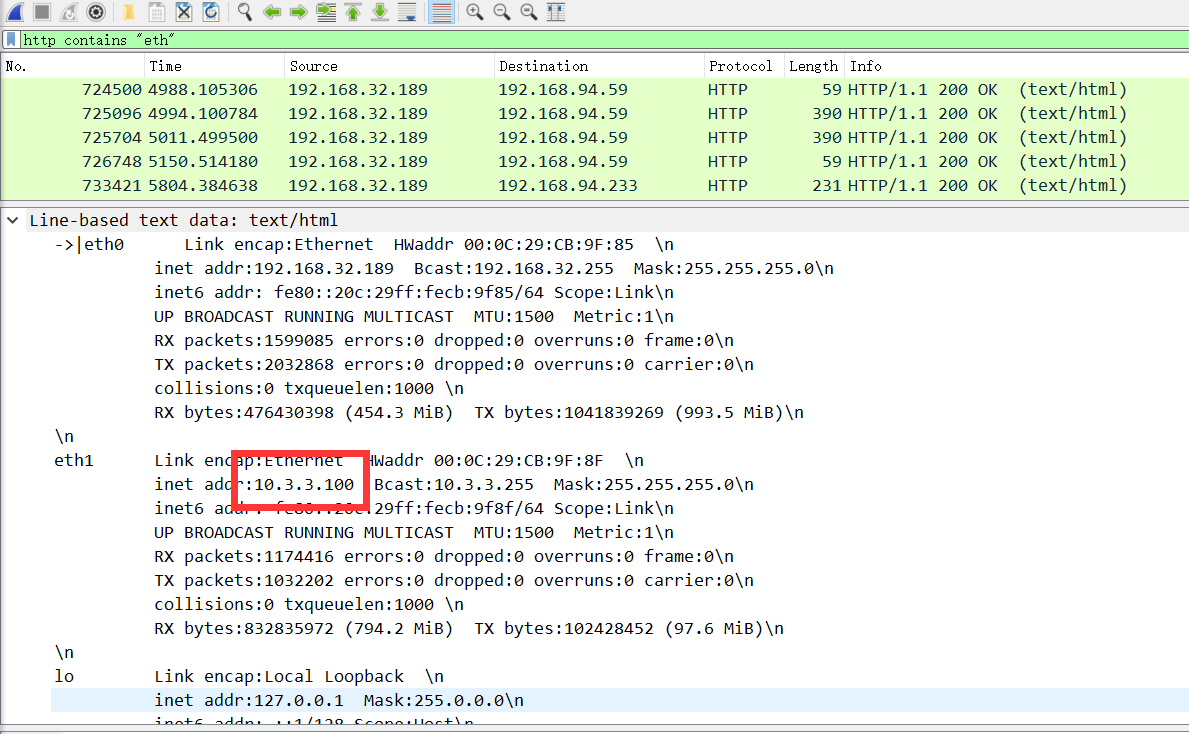 http contains "eth"
No. Time Source Destination Protocol Length Info
724500 4988.105306 192.168.32.189 192.168.94.59 HTTP 59 HTTP/1.1 200 OK (text/html)
725096 4994.100784 192.168.32.189 192.168.94.59 HTTP 390 HTTP/1.1 200 OK (text/html)
725704 5011.499500 192.168.32.189 192.168.94.59 HTTP 390 HTTP/1.1 200 OK (text/html)
726748 5150.514180 192.168.32.189 192.168.94.59 HTTP 59 HTTP/1.1 200 OK (text/html)
733421 5804.384638 192.168.32.189 192.168.94.233 HTTP 231 HTTP/1.1 200 OK (text/html)
Line-based text data: text/html
->|eth0 Link encap:Ethernet HWaddr 00:0C:29:CB:9F:85 \n
inet addr:192.168.32.189 Bcast:192.168.32.255 Mask:255.255.255.0\n
inet6 addr: fe80::20c:29ff:fecb:9f85/64 Scope:Link\n
UP BROADCAST RUNNING MULTICAST MTU:1500 Metric:1\n
RX packets:1599085 errors:0 dropped:0 overruns:0 frame:0\n
TX packets:2032868 errors:0 dropped:0 overruns:0 carrier:0\n
collisions:0 txqueuelen:1000 \n
RX bytes:476430398 (454.3 MiB) TX bytes:1041839269 (993.5 MiB)\n
\n
eth1 Link encap:Ethernet HWaddr 00:0C:29:CB:9F:8F \n
inet addr:10.3.3.100 Bcast:10.3.3.255 Mask:255.255.255.0\n
inet6 addr: fe80::20c:29ff:fecb:9f8f/64 Scope:Link\n
UP BROADCAST RUNNING MULTICAST MTU:1500 Metric:1\n
RX packets:1174416 errors:0 dropped:0 overruns:0 frame:0\n
TX packets:1032202 errors:0 dropped:0 overruns:0 carrier:0\n
collisions:0 txqueuelen:1000 \n
RX bytes:832835972 (794.2 MiB) TX bytes:102428452 (97.6 MiB)\n
\n
lo Link encap:Local Loopback \n
inet addr:127.0.0.1 Mask:255.0.0.0\n
inet6 addr: ::1/128 Scope:Host\n